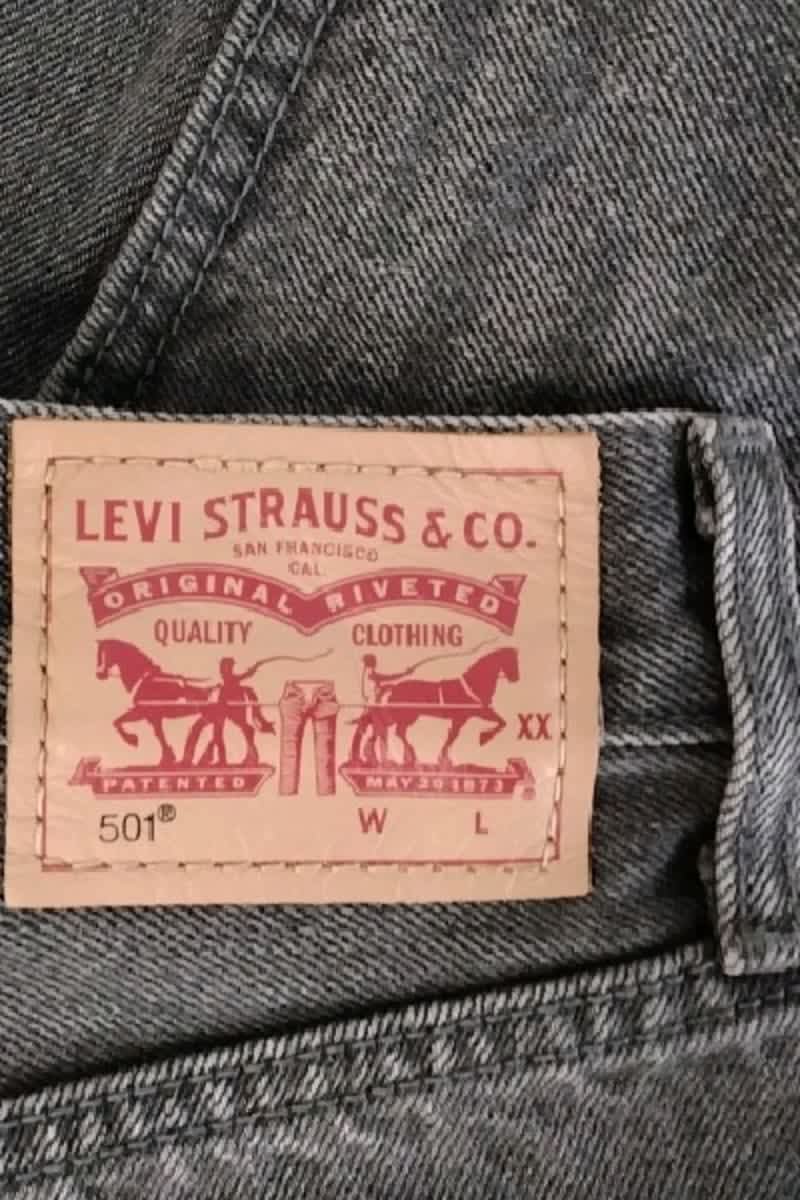 LEVI STRAUSS & CO.
SAN FRANCISCO
CAL.
ORIGINAL RIVETED
QUALITY CLOTHING
XX
PATENTED MAY 20 1873
501® W L